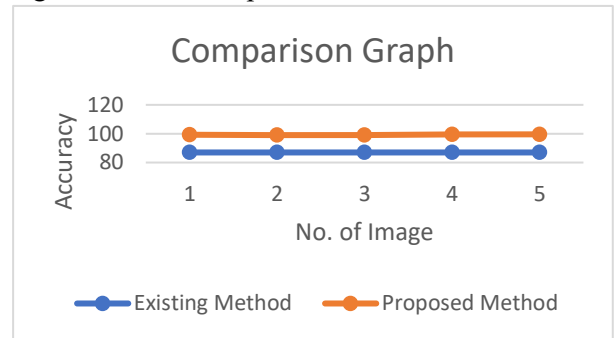 Comparison Graph
120
100
80
Accuracy
1 2 3 4 5
No. of Image
Existing Method Proposed Method